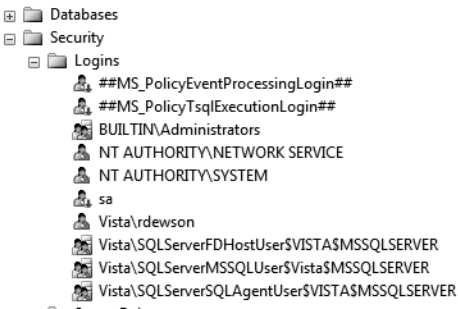 Databases
Security
Logins
##MS_PolicyEventProcessingLogin##
##MS_PolicyTsqlExecutionLogin##
BUILTIN\Administrators
NT AUTHORITY\NETWORK SERVICE
NT AUTHORITY\SYSTEM
sa
Vista\rdewson
Vista\SQLServerFDHostUser$VISTA$MSSQLSERVER
Vista\SQLServerMSSQLUser$Vista$MSSQLSERVER
Vista\SQLServerSQLAgentUser$VISTA$MSSQLSERVER